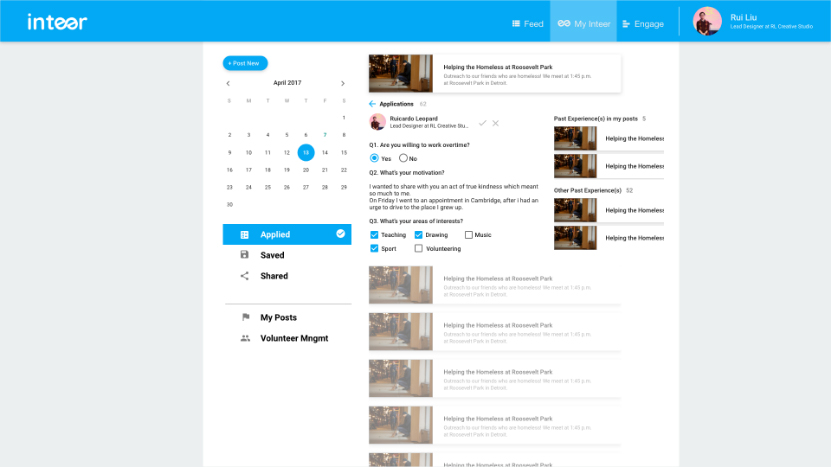 inteer
Feed
My Inteer
Engage
Rui Liu
Lead Designer at RL Creative Studio
+ Post New
April 2017
S M T W T F S
1
2 3 4 5 6 7 8
9 10 11 12 13 14 15
16 17 18 19 20 21 22
23 24 25 26 27 28 29
30
Applied
Saved
Shared
My Posts
Volunteer Mngmt
Helping the Homeless at Roosevelt Park
Outreach to our friends who are homeless! We meet at 1:45 p.m.
at Roosevelt Park in Detroit.
Applications 62
Ruicardo Leopard
Lead Designer at RL Creative Stu...
Q1. Are you willing to work overtime?
Yes No
Q2. What's your motivation?
I wanted to share with you an act of true kindness which meant
so much to me.
On Friday I went to an appointment in Cambridge, after i had an
urge to drive to the place I grew up.
Q3. What's your areas of interests?
Teaching Drawing Music
Sport Volunteering
Past Experience(s) in my posts 5
Helping the Homeless
Helping the Homeless
Other Past Experience(s) 52
Helping the Homeless
Helping the Homeless
Helping the Homeless at Roosevelt Park
Outreach to our friends who are homeless! We meet at 1:45 p.m.
at Roosevelt Park in Detroit.
Helping the Homeless at Roosevelt Park
Outreach to our friends who are homeless! We meet at 1:45 p.m.
at Roosevelt Park in Detroit.
Helping the Homeless at Roosevelt Park
Outreach to our friends who are homeless! We meet at 1:45 p.m.
at Roosevelt Park in Detroit.
Helping the Homeless at Roosevelt Park
Outreach to our friends who are homeless! We meet at 1:45 p.m.
at Roosevelt Park in Detroit.
Helping the Homeless at Roosevelt Park